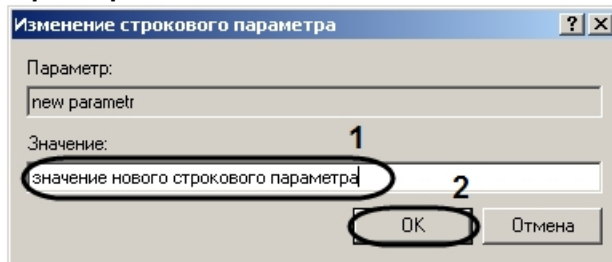 Изменение строкового параметра ? ×
Параметр:
new parametr
Значение: 1
значение нового строкового параметра
2
OK Отмена